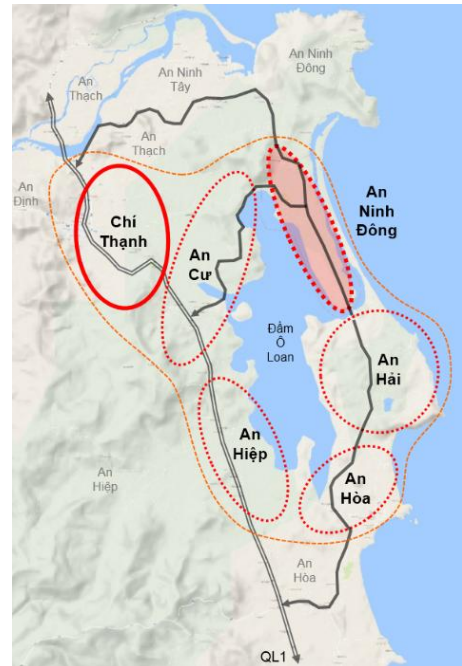 An Ninh
Đông
An Ninh
Tây
An
Thạch
An
Thạch
An
Định
Chí
Thạnh
An
Cư
An
Ninh
Đông
Đầm
Ô
Loan
An
Hải
An
Hiệp
An
Hòa
An
Hiệp
An
Hòa
QL1